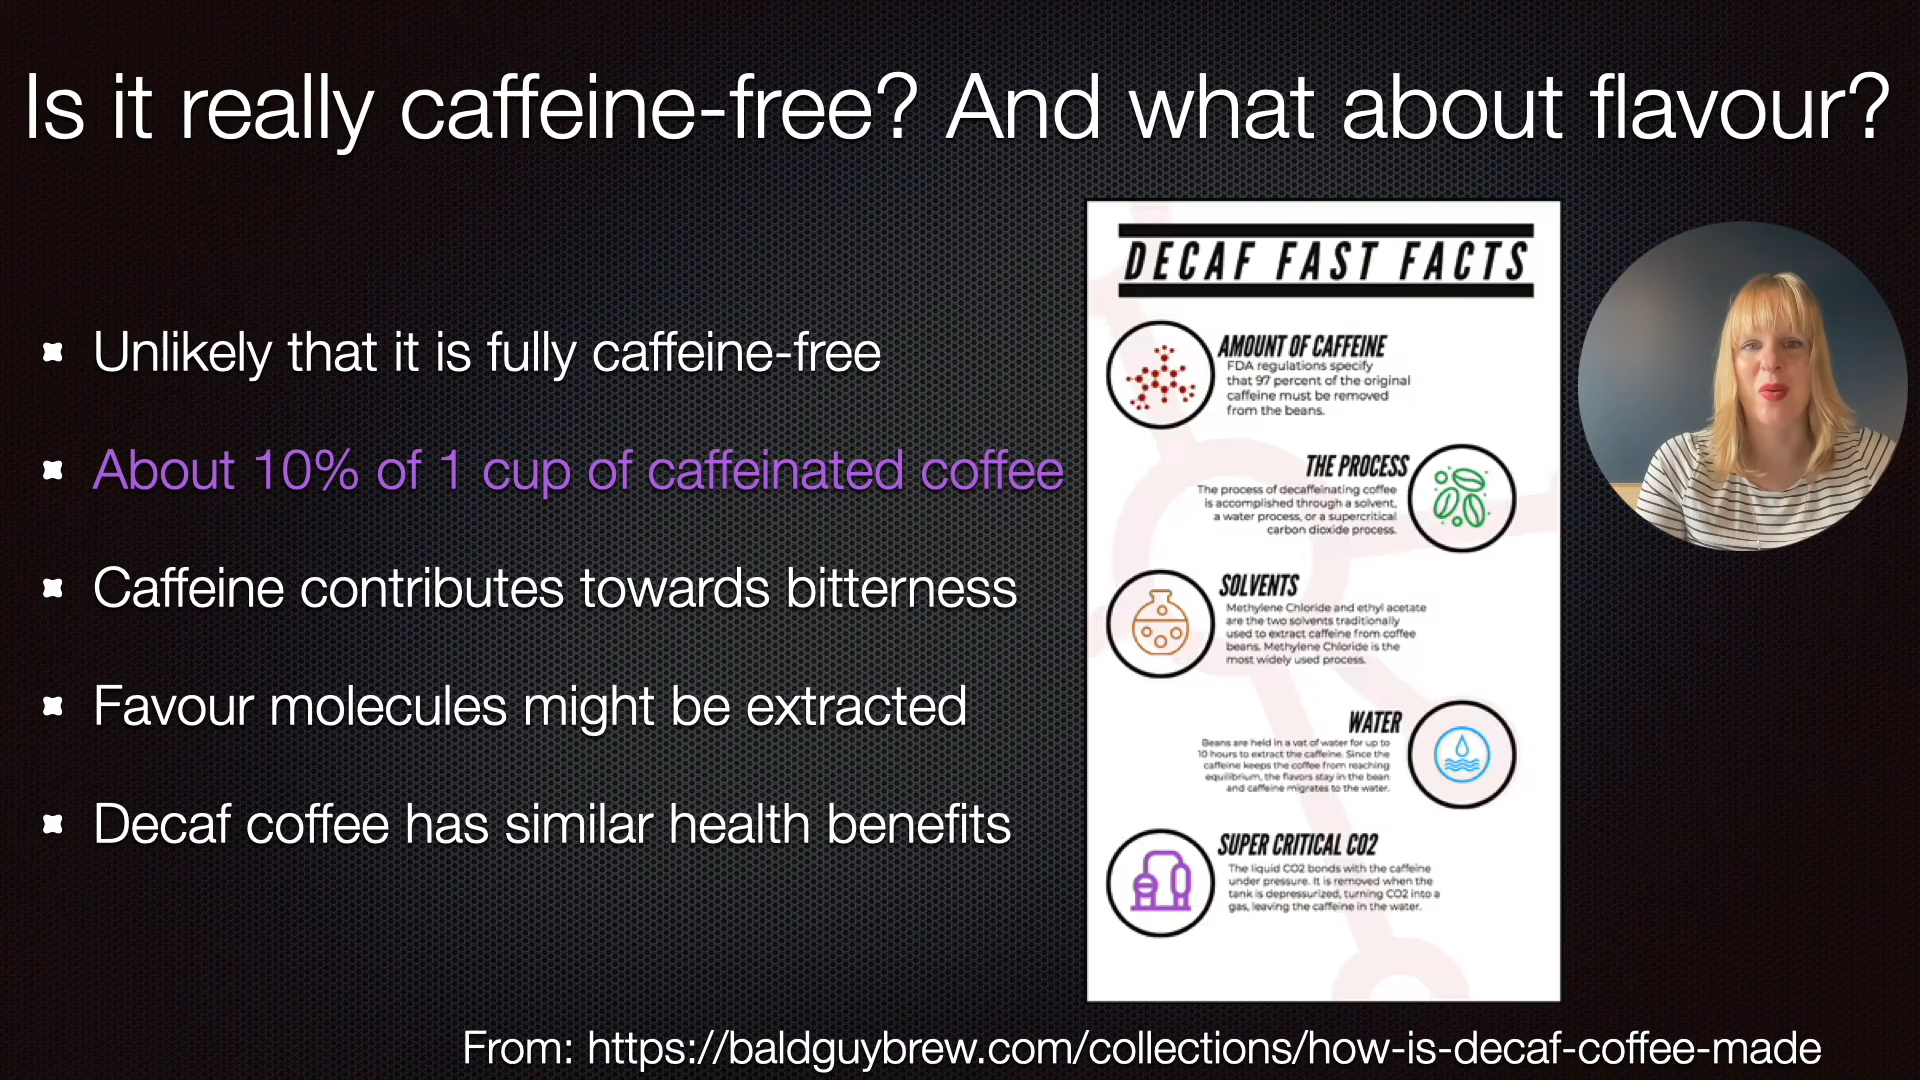 Is it really caffeine-free? And what about flavour?
Unlikely that it is fully caffeine-free
About 10% of 1 cup of caffeinated coffee
Caffeine contributes towards bitterness
Favour molecules might be extracted
Decaf coffee has similar health benefits
DECAF FAST FACTS
AMOUNT OF CAFFEINE
FDA regulations specify
that 97 percent of the original
caffeine must be removed
from the beans.
THE PROCESS
The process of decaffeinating coffee
is accomplished through a solvent,
a water process, or a supercritical
carbon dioxide process.
SOLVENTS
Methylene Chloride and ethyl acetate
are the two solvents traditionally
used to extract caffeine from coffee
beans. Methylene Chloride is the
most widely used process.
WATER
Beans are held in a vat of water for up to
10 hours to extract the caffeine. Since the
caffeine keeps the coffee from reaching
equilibrium, the flavors stay in the bean
and caffeine migrates to the water.
SUPER CRITICAL CO2
The liquid CO2 bonds with the caffeine
under pressure. It is removed when the
tank is depressurized, turning CO2 into a
gas, leaving the caffeine in the water.
From: https://baldguybrew.com/collections/how-is-decaf-coffee-made